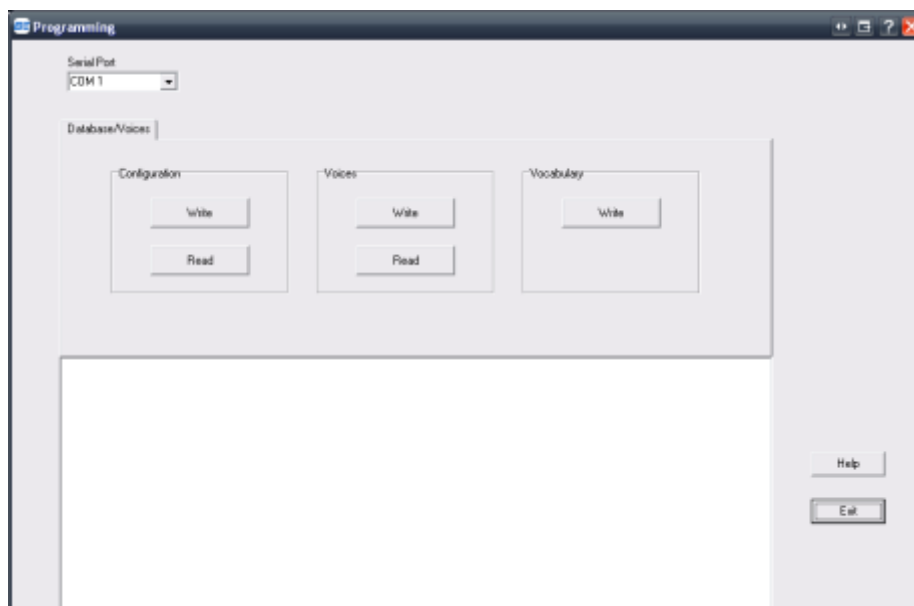 Programming
Serial Port
COM 1
Database/Voices
Configuration
Voices
Vocabulary
Write
Write
Write
Read
Read
Help
Exit